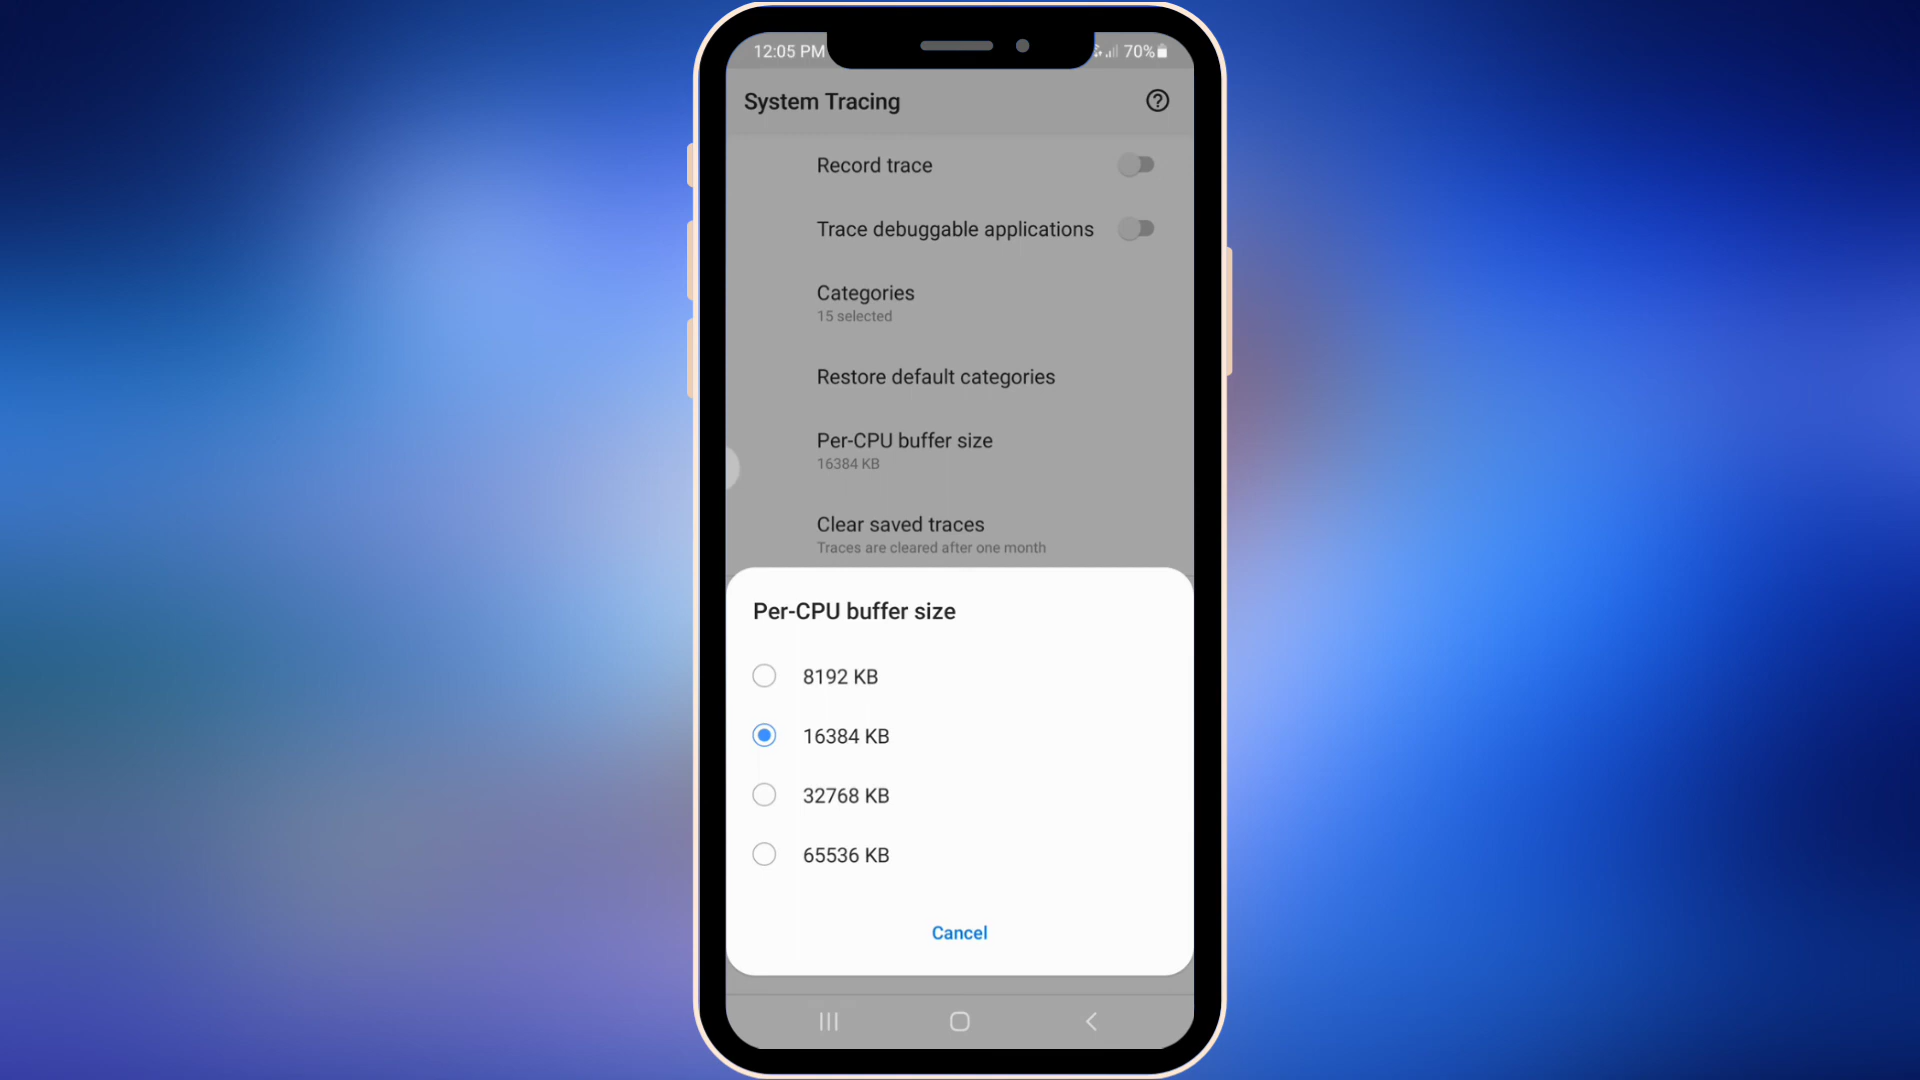 12:05 PM
70%
System Tracing
Record trace
Trace debuggable applications
Categories
15 selected
Restore default categories
Per-CPU buffer size
16384 KB
Clear saved traces
Traces are cleared after one month
Per-CPU buffer size
8192 KB
16384 KB
32768 KB
65536 KB
Cancel